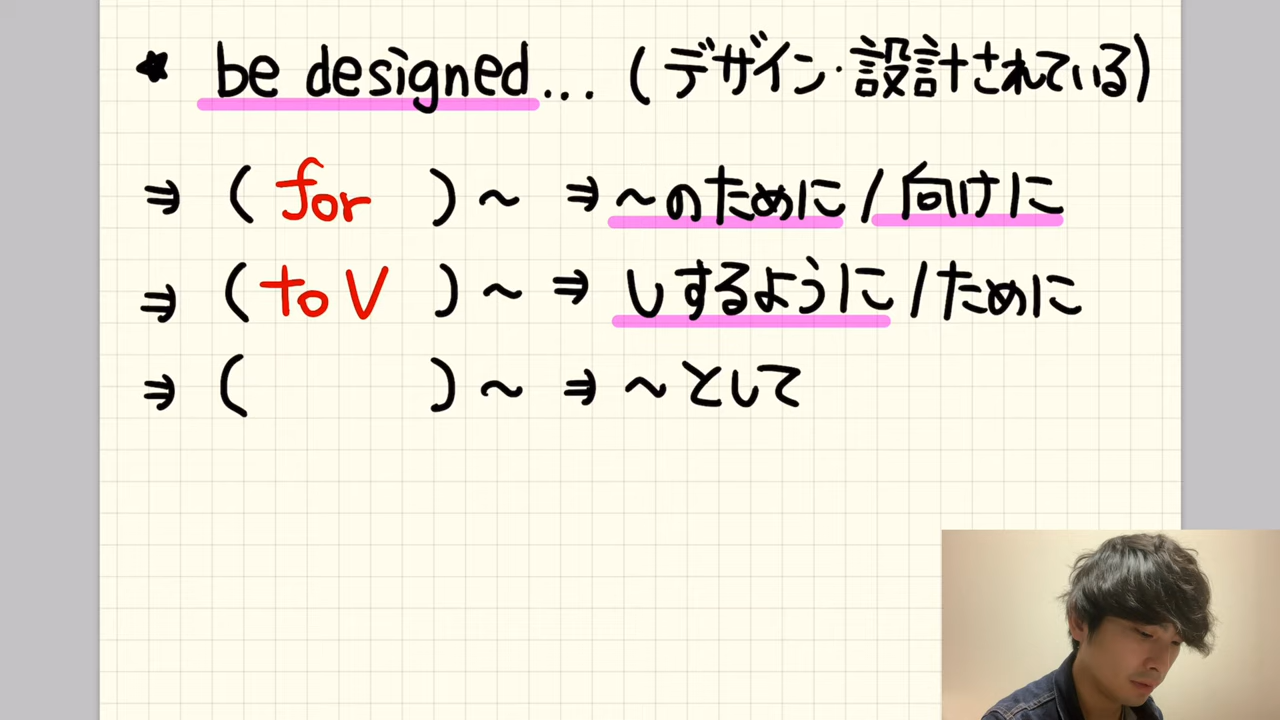 ★ be designed... (デザイン・設計されている)
⇒ ( for ) ~ ⇒ ~のために / 向けに
⇒ ( to V ) ~ ⇒ しするように / ために
⇒ ( ) ~ ⇒ ~として